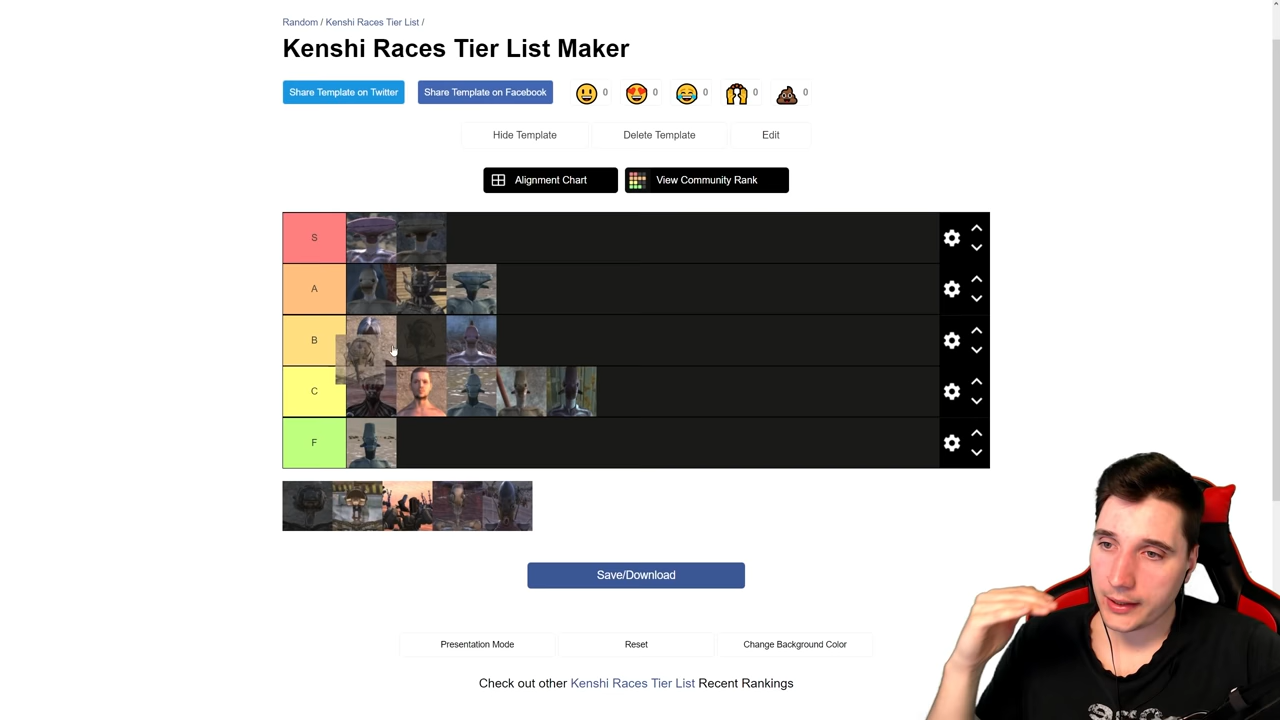 Random / Kenshi Races Tier List /
Kenshi Races Tier List Maker
Share Template on Twitter
Share Template on Facebook
0
0
0
0
0
Hide Template
Delete Template
Edit
Alignment Chart
View Community Rank
S
A
B
C
F
Save/Download
Presentation Mode
Reset
Change Background Color
Check out other Kenshi Races Tier List Recent Rankings